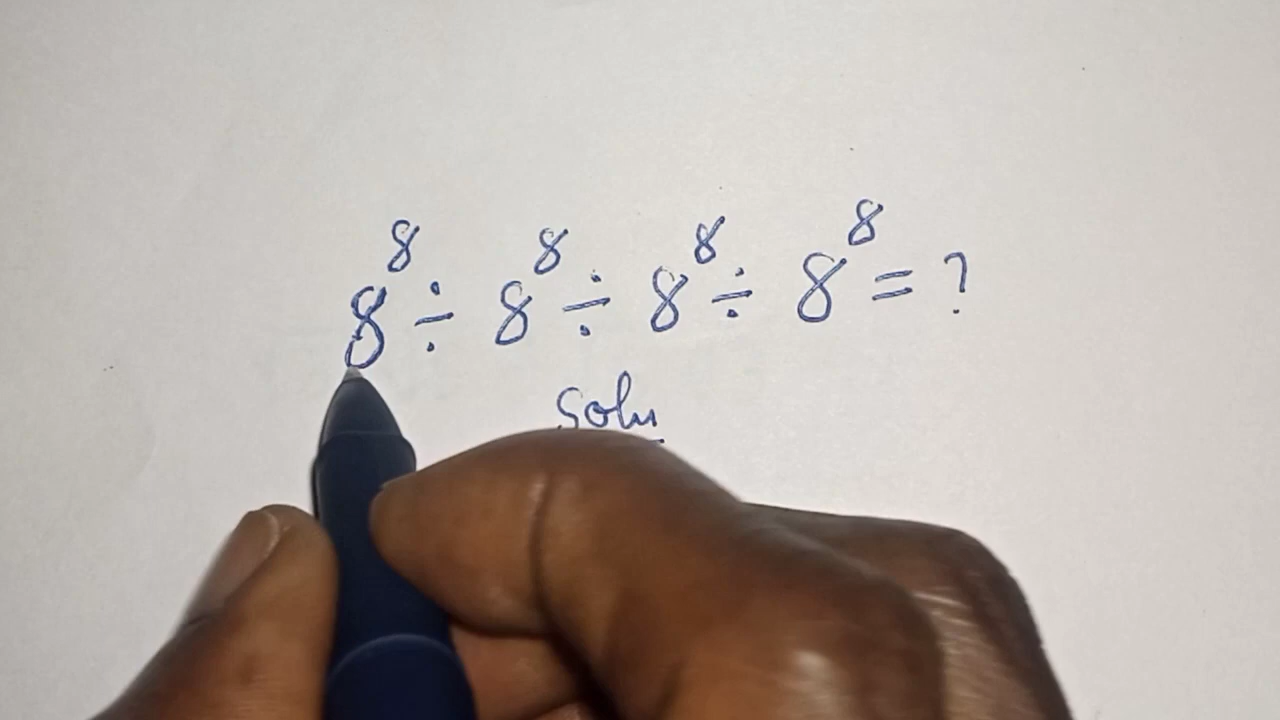 8⁸ ÷ 8⁸ ÷ 8⁸ ÷ 8⁸ = ?
Soln